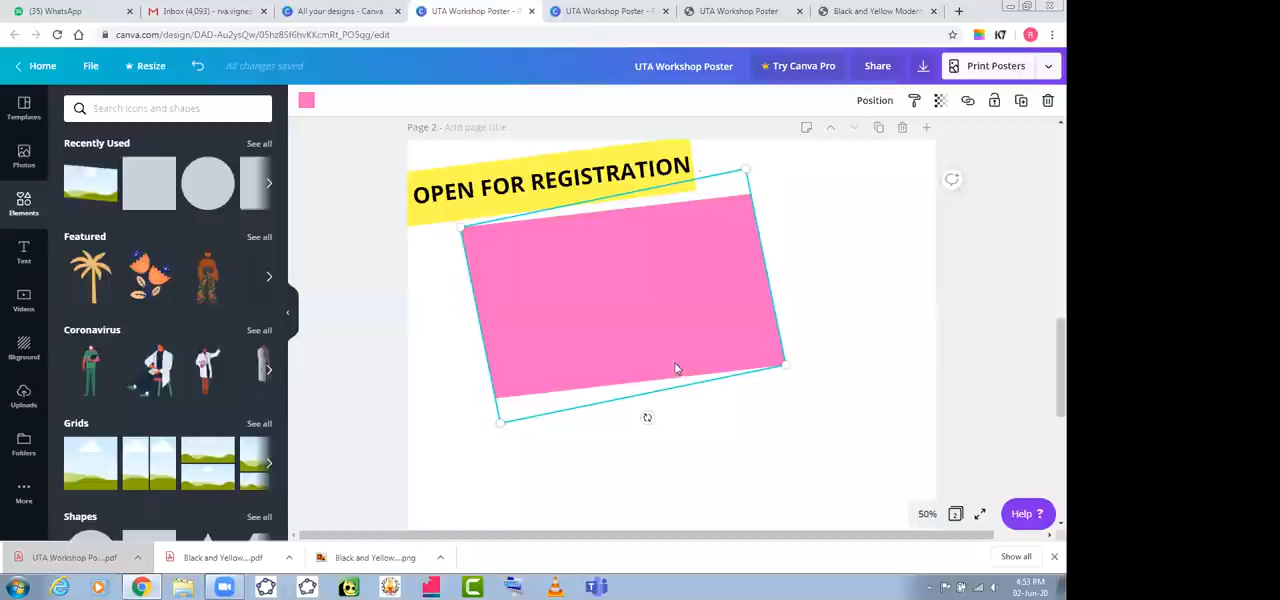 (35) WhatsApp
Inbox (4,093) - rva.vignes
All your designs - Canva
UTA Workshop Poster - P
UTA Workshop Poster - P
UTA Workshop Poster
Black and Yellow Modern
canva.com/design/DAD-Au2ysQw/05hz8Sf6hvKKcmRt_PO5qg/edit
K7
R
Home
File
Resize
All changes saved
UTA Workshop Poster
Try Canva Pro
Share
Print Posters
Templates
Photos
Elements
Text
Videos
Bkground
Uploads
Folders
More
Search icons and shapes
Recently Used
See all
Featured
See all
Coronavirus
See all
Grids
See all
Shapes
See all
Position
Page 2 - Add page title
OPEN FOR REGISTRATION
50%
2
Help ?
UTA Workshop Po....pdf
Black and Yellow....pdf
Black and Yellow....png
Show all
4:53 PM
02-Jun-20